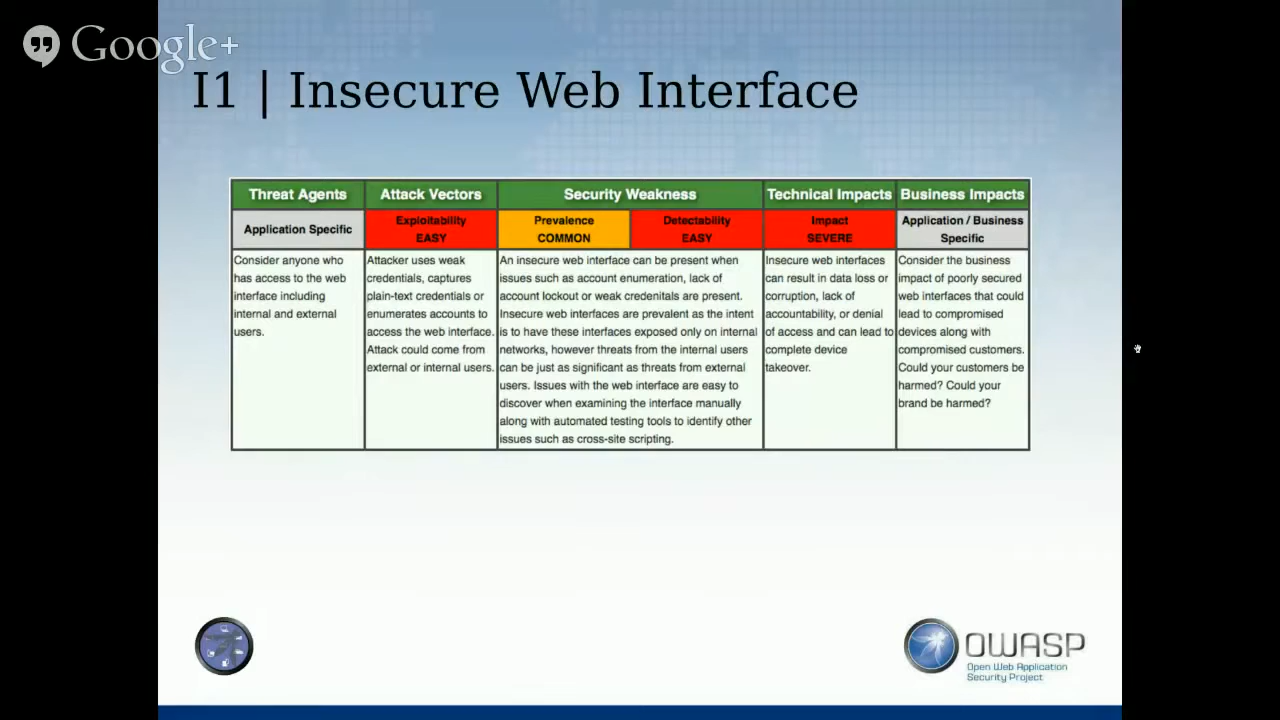 Google+
I1 | Insecure Web Interface
Threat Agents
Attack Vectors
Security Weakness
Technical Impacts
Business Impacts
Application Specific
Exploitability
EASY
Prevalence
COMMON
Detectability
EASY
Impact
SEVERE
Application / Business
Specific
Consider anyone who
has access to the web
interface including
internal and external
users.
Attacker uses weak
credentials, captures
plain-text credentials or
enumerates accounts to
access the web interface.
Attack could come from
external or internal users.
An insecure web interface can be present when
issues such as account enumeration, lack of
account lockout or weak credenitals are present.
Insecure web interfaces are prevalent as the intent
is to have these interfaces exposed only on internal
networks, however threats from the internal users
can be just as significant as threats from external
users. Issues with the web interface are easy to
discover when examining the interface manually
along with automated testing tools to identify other
issues such as cross-site scripting.
Insecure web interfaces
can result in data loss or
corruption, lack of
accountability, or denial
of access and can lead to
complete device
takeover.
Consider the business
impact of poorly secured
web interfaces that could
lead to compromised
devices along with
compromised customers.
Could your customers be
harmed? Could your
brand be harmed?
OWASP
Open Web Application
Security Project